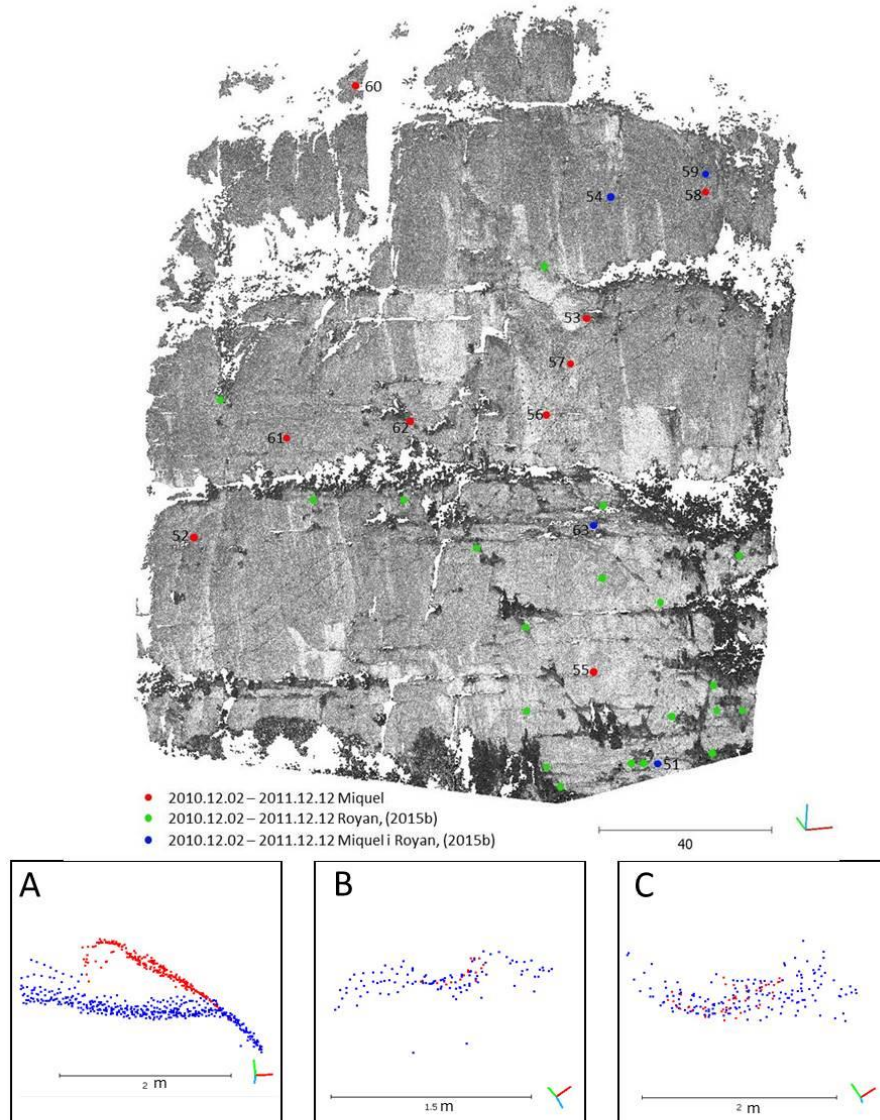 60
59
58
54
53
57
56
62
61
63
52
55
51
2010.12.02 – 2011.12.12 Miquel
2010.12.02 – 2011.12.12 Royan, (2015b)
2010.12.02 – 2011.12.12 Miquel i Royan, (2015b)
40
A
B
C
2 m
1.5 m
2 m